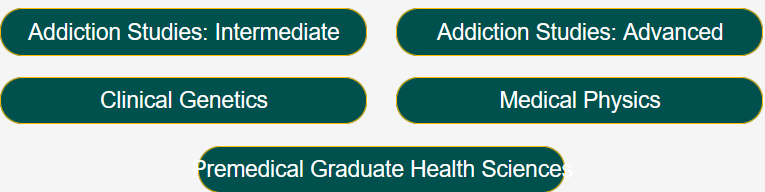 Addiction Studies: Intermediate
Addiction Studies: Advanced
Clinical Genetics
Medical Physics
Premedical Graduate Health Sciences